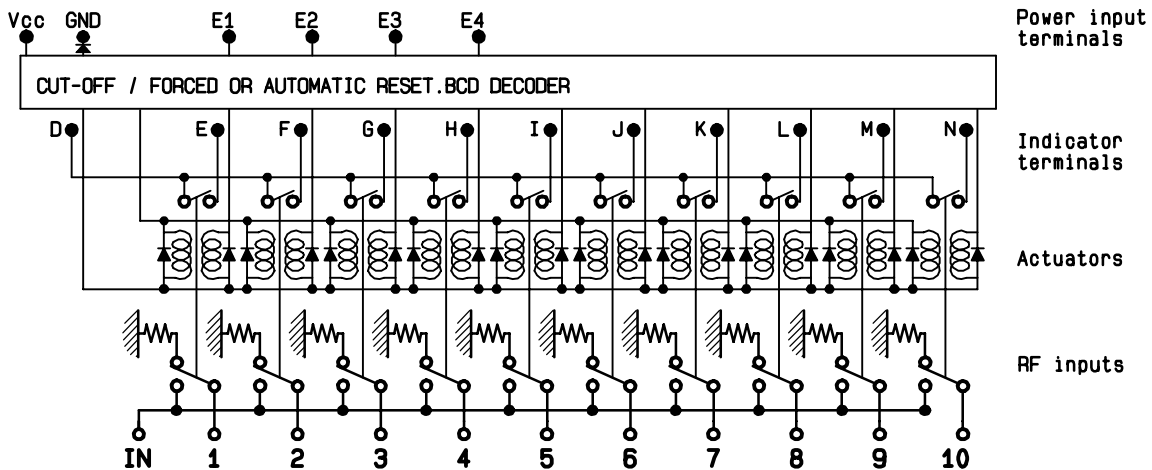 Vcc GND E1 E2 E3 E4 Power input
terminals
CUT-OFF / FORCED OR AUTOMATIC RESET.BCD DECODER
D E F G H I J K L M N Indicator
terminals
Actuators
RF inputs
IN 1 2 3 4 5 6 7 8 9 10